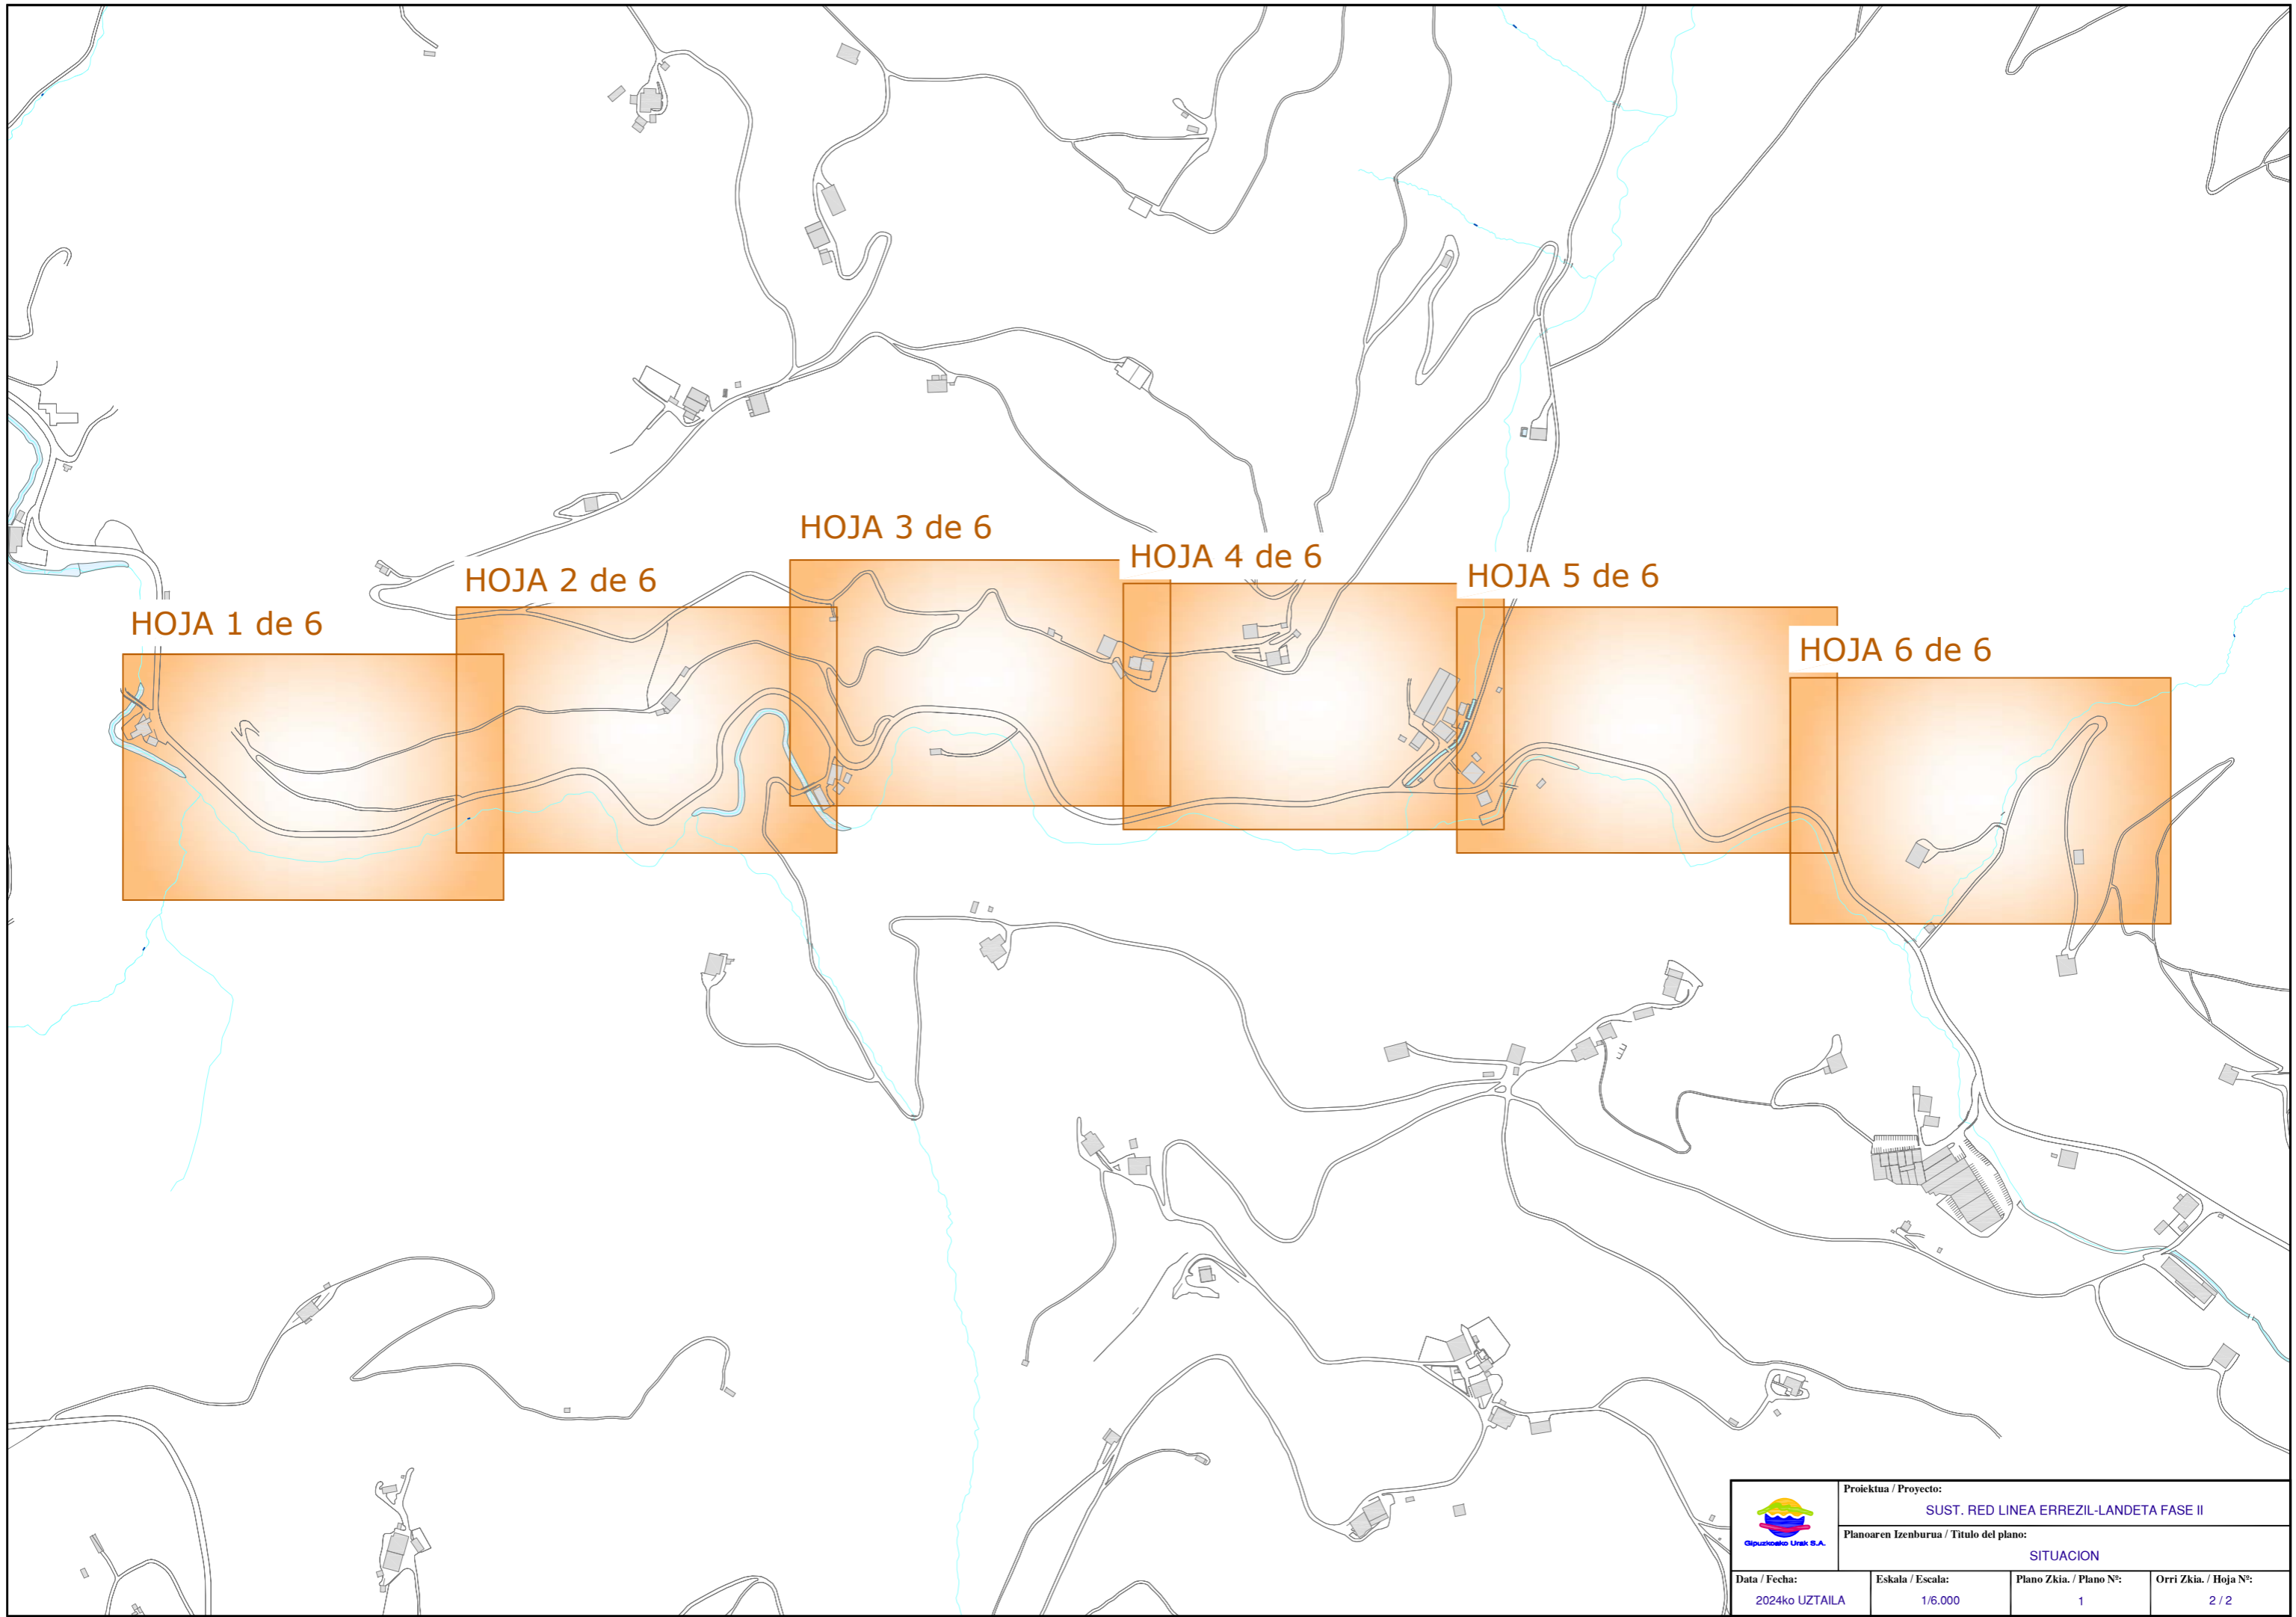 HOJA 3 de 6
HOJA 4 de 6
HOJA 2 de 6
HOJA 5 de 6
HOJA 1 de 6
HOJA 6 de 6
Gipuzkoako Urak S.A.
Proiektua / Proyecto:
SUST. RED LINEA ERREZIL-LANDETA FASE II
Planoaren Izenburua / Titulo del plano:
SITUACION
Data / Fecha:
2024ko UZTAILA
Eskala / Escala:
1/6.000
Plano Zkia. / Plano Nº:
1
Orri Zkia. / Hoja Nº:
2 / 2